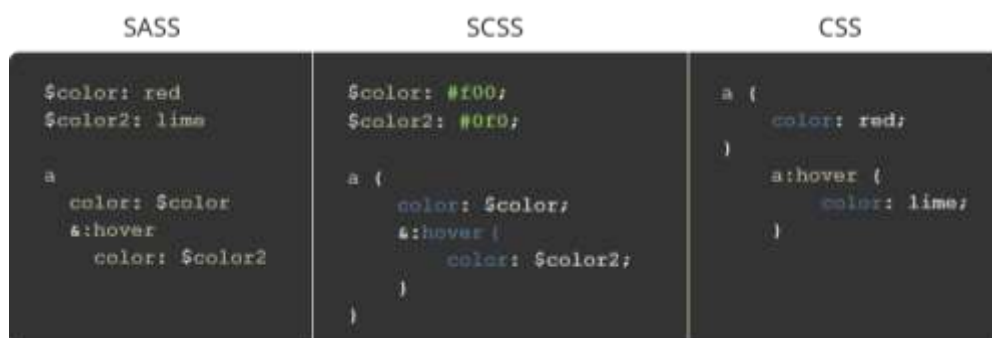 SASS
$color: red
$color2: lime
a
color: $color
&:hover
color: $color2
SCSS
$color: #f00;
$color2: #0f0;
a {
color: $color;
&:hover {
color: $color2;
}
}
CSS
a {
color: red;
}
a:hover {
color: lime;
}